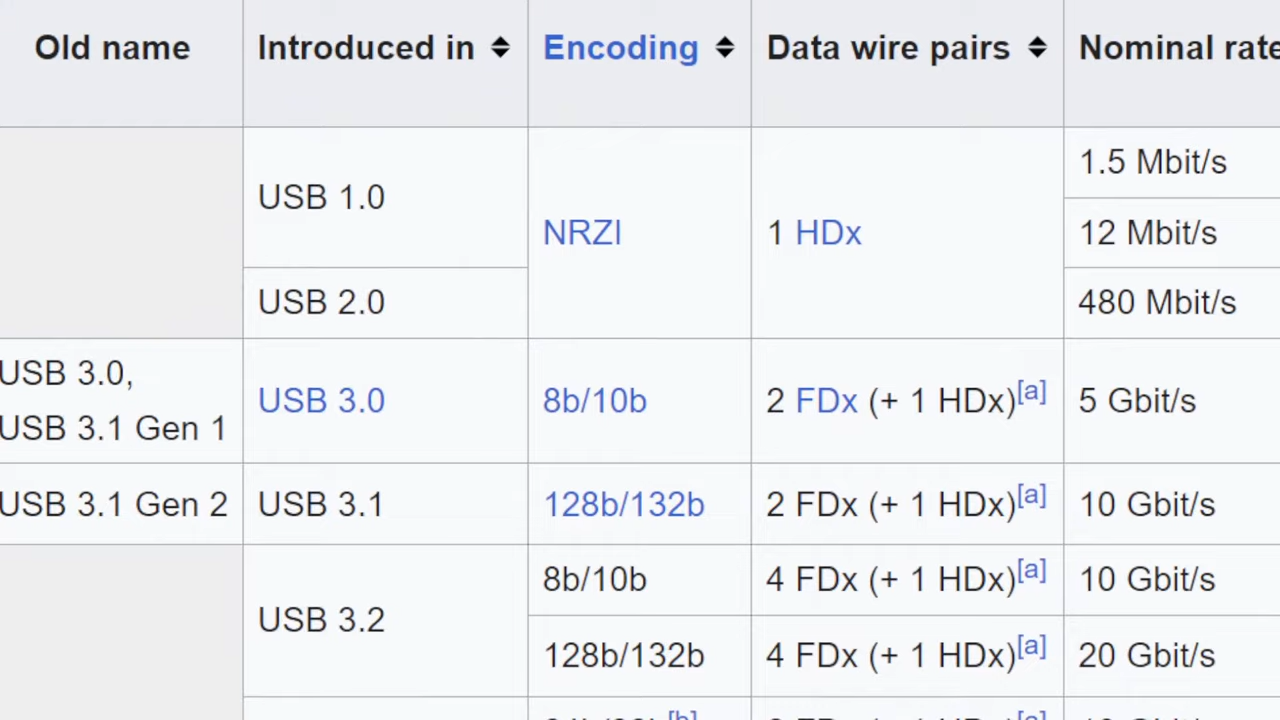 Old name Introduced in Encoding Data wire pairs Nominal rate
1.5 Mbit/s
USB 1.0
NRZI 1 HDx 12 Mbit/s
USB 2.0 480 Mbit/s
USB 3.0,
USB 3.1 Gen 1 USB 3.0 8b/10b 2 FDx (+ 1 HDx)[a] 5 Gbit/s
USB 3.1 Gen 2 USB 3.1 128b/132b 2 FDx (+ 1 HDx)[a] 10 Gbit/s
8b/10b 4 FDx (+ 1 HDx)[a] 10 Gbit/s
USB 3.2
128b/132b 4 FDx (+ 1 HDx)[a] 20 Gbit/s